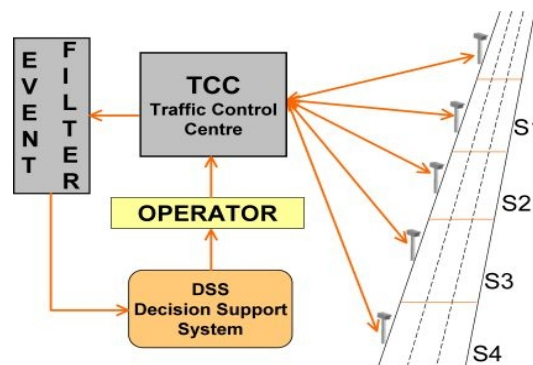 EVENT
FILTER
TCC
Traffic Control
Centre
OPERATOR
DSS
Decision Support
System
S1
S2
S3
S4